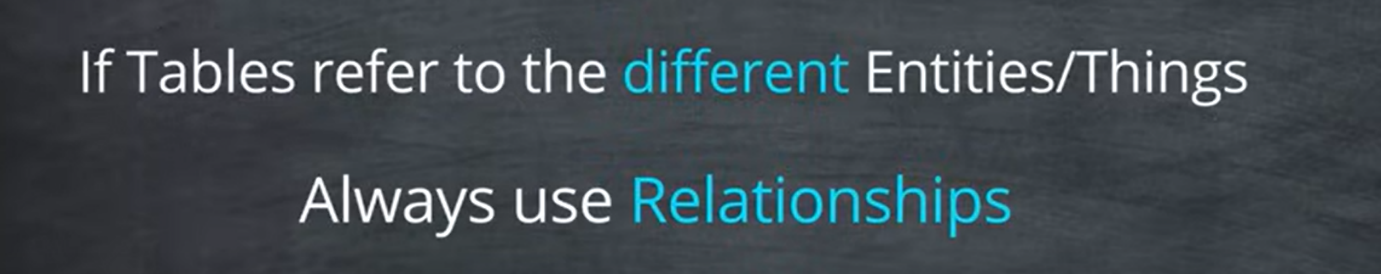 If Tables refer to the different Entities/Things
Always use Relationships